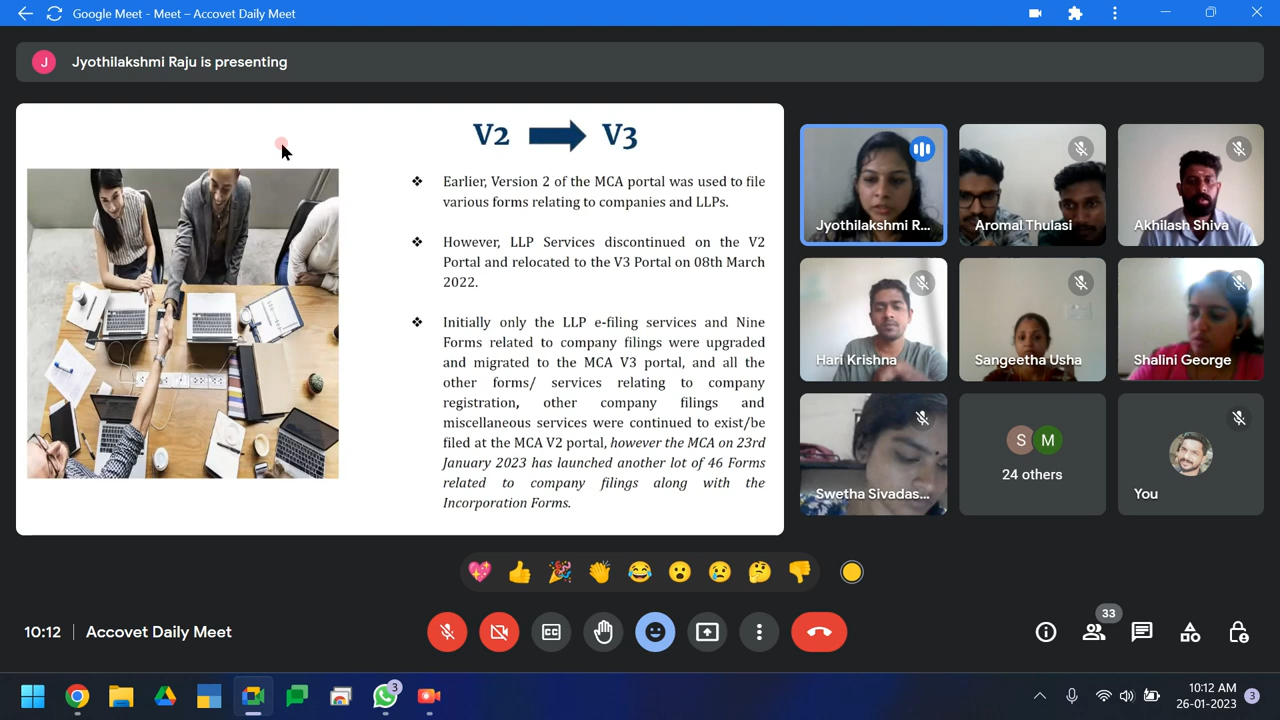 Google Meet - Meet – Accovet Daily Meet
J
Jyothilakshmi Raju is presenting
V2 V3
❖ Earlier, Version 2 of the MCA portal was used to file
various forms relating to companies and LLPs.
❖ However, LLP Services discontinued on the V2
Portal and relocated to the V3 Portal on 08th March
2022.
❖ Initially only the LLP e-filing services and Nine
Forms related to company filings were upgraded
and migrated to the MCA V3 portal, and all the
other forms/ services relating to company
registration, other company filings and
miscellaneous services were continued to exist/be
filed at the MCA V2 portal, however the MCA on 23rd
January 2023 has launched another lot of 46 Forms
related to company filings along with the
Incorporation Forms.
Jyothilakshmi R...
Aromal Thulasi
Akhilash Shiva
Hari Krishna
Sangeetha Usha
Shalini George
Swetha Sivadas...
S M
24 others
You
10:12 | Accovet Daily Meet
CC
33
3
10:12 AM
26-01-2023
3